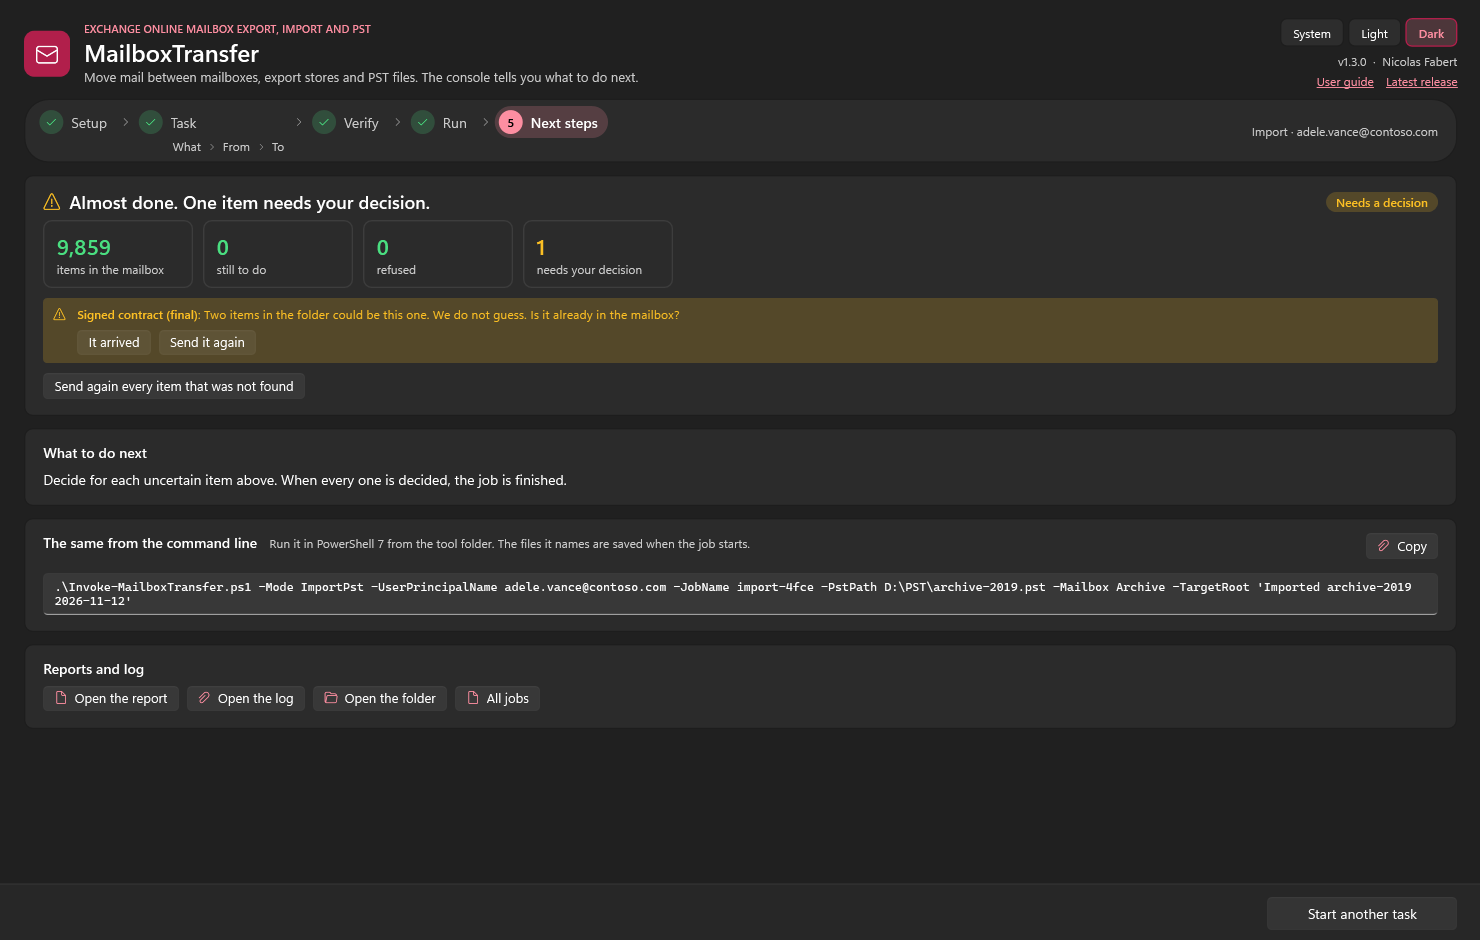 EXCHANGE ONLINE MAILBOX EXPORT, IMPORT AND PST
MailboxTransfer
Move mail between mailboxes, export stores and PST files. The console tells you what to do next.
System
Light
Dark
v1.3.0 · Nicolas Fabert
User guide
Latest release
Setup
Task
Verify
Run
5 Next steps
What
From
To
Import · adele.vance@contoso.com
Almost done. One item needs your decision.
Needs a decision
9,859
items in the mailbox
0
still to do
0
refused
1
needs your decision
Signed contract (final): Two items in the folder could be this one. We do not guess. Is it already in the mailbox?
It arrived
Send it again
Send again every item that was not found
What to do next
Decide for each uncertain item above. When every one is decided, the job is finished.
The same from the command line
Run it in PowerShell 7 from the tool folder. The files it names are saved when the job starts.
Copy
.\Invoke-MailboxTransfer.ps1 -Mode ImportPst -UserPrincipalName adele.vance@contoso.com -JobName import-4fce -PstPath D:\PST\archive-2019.pst -Mailbox Archive -TargetRoot 'Imported archive-2019
2026-11-12'
Reports and log
Open the report
Open the log
Open the folder
All jobs
Start another task